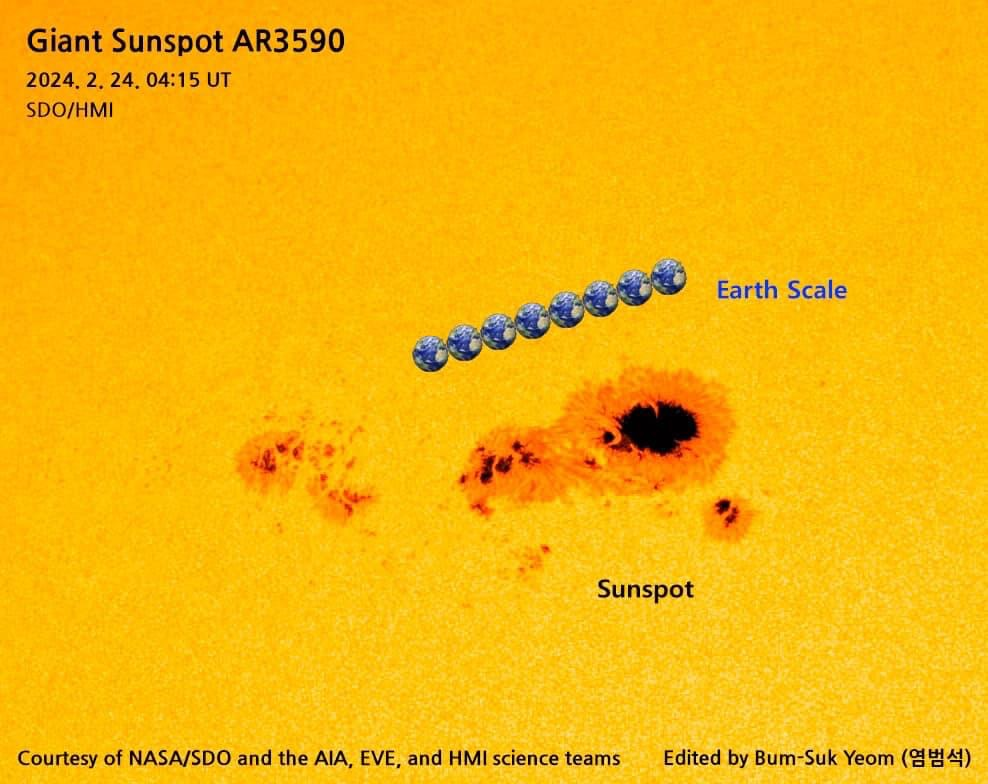 Giant Sunspot AR3590
2024. 2. 24. 04:15 UT
SDO/HMI
Earth Scale
Sunspot
Courtesy of NASA/SDO and the AIA, EVE, and HMI science teams
Edited by Bum-Suk Yeom (염범석)